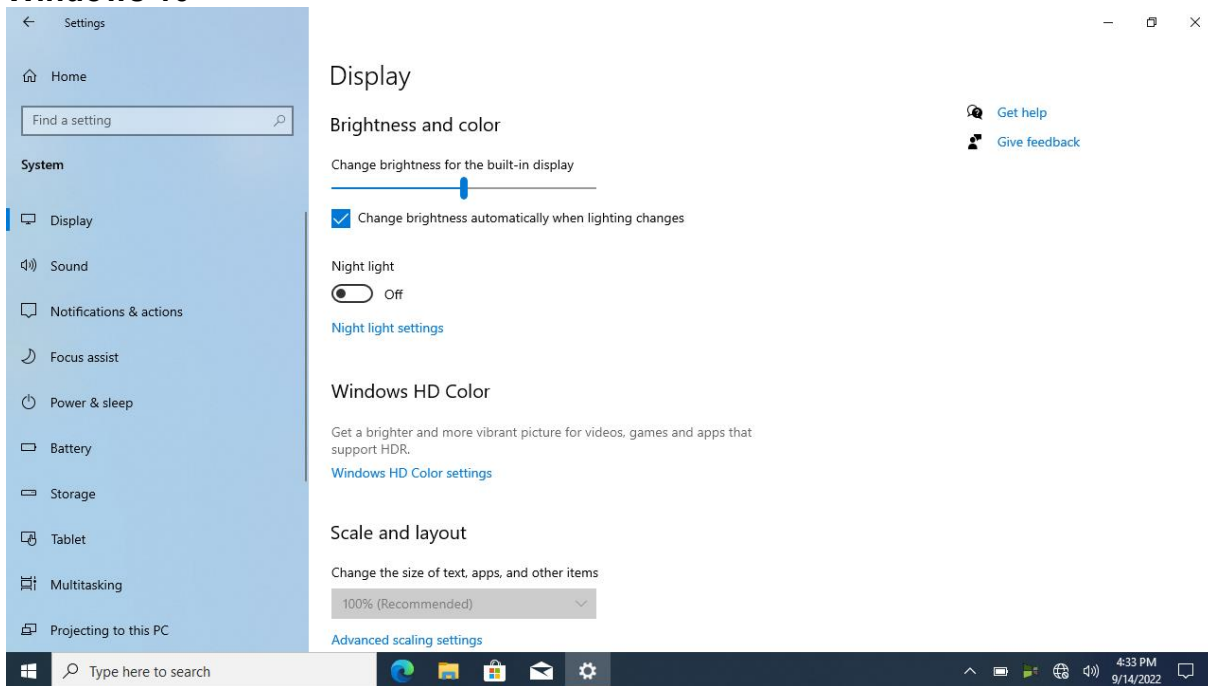 Settings
Home
Find a setting
System
Display
Sound
Notifications & actions
Focus assist
Power & sleep
Battery
Storage
Tablet
Multitasking
Projecting to this PC
Display
Brightness and color
Change brightness for the built-in display
Change brightness automatically when lighting changes
Night light
Off
Night light settings
Windows HD Color
Get a brighter and more vibrant picture for videos, games and apps that
support HDR.
Windows HD Color settings
Scale and layout
Change the size of text, apps, and other items
100% (Recommended)
Advanced scaling settings
Get help
Give feedback
Type here to search
4:33 PM
9/14/2022